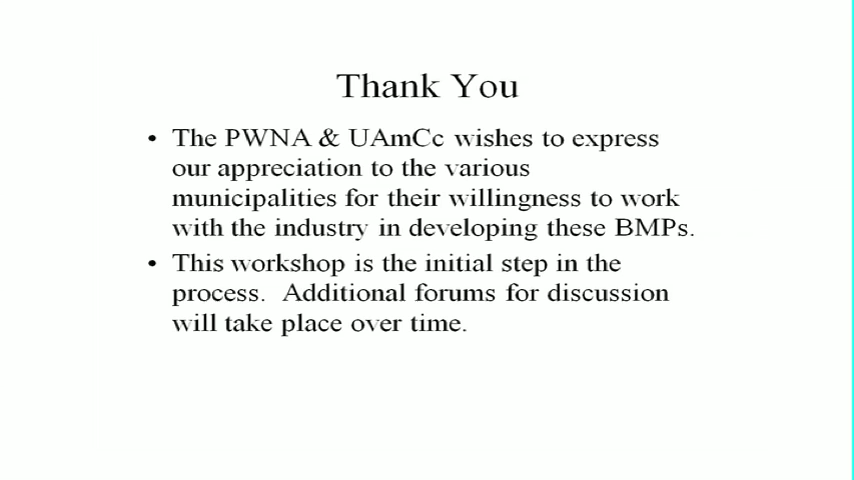 Thank You
• The PWNA & UAmCc wishes to express
our appreciation to the various
municipalities for their willingness to work
with the industry in developing these BMPs.
• This workshop is the initial step in the
process.  Additional forums for discussion
will take place over time.